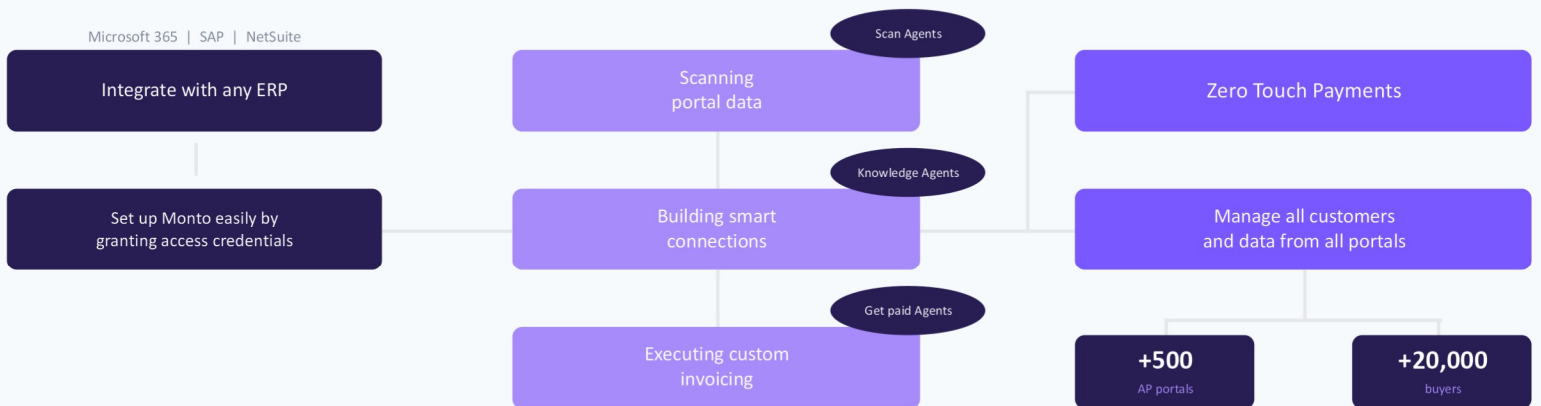 Microsoft 365 | SAP | NetSuite
Integrate with any ERP
Set up Monto easily by
granting access credentials
Scan Agents
Scanning
portal data
Knowledge Agents
Building smart
connections
Get paid Agents
Executing custom
invoicing
Zero Touch Payments
Manage all customers
and data from all portals
+500
AP portals
+20,000
buyers